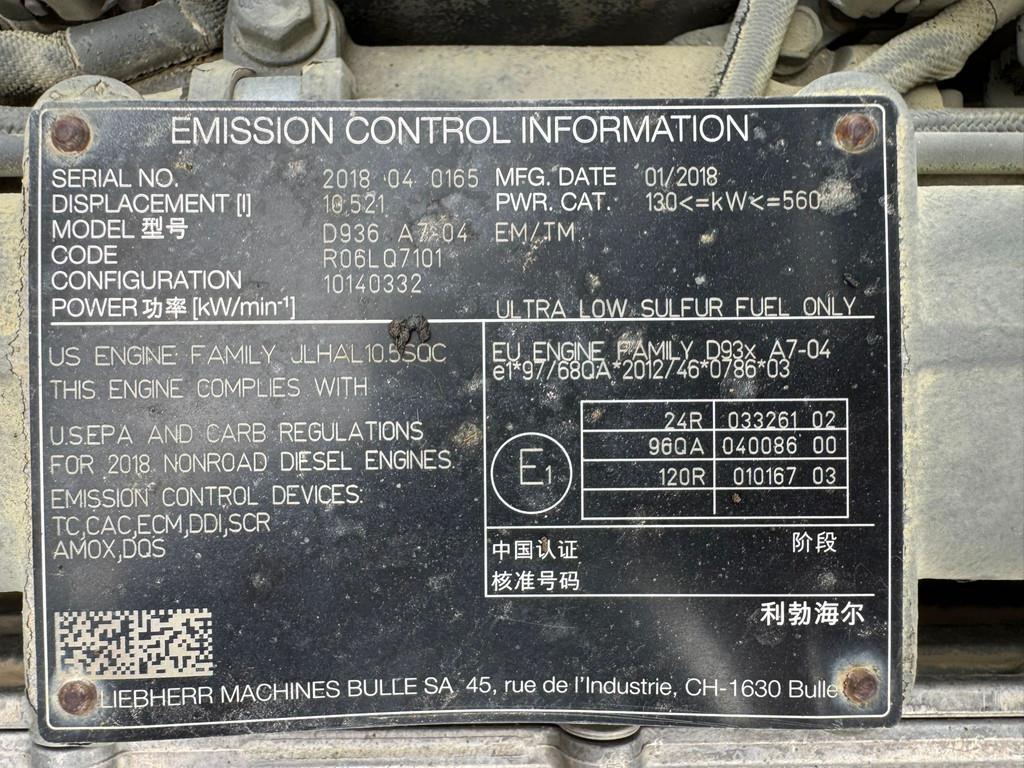 EMISSION CONTROL INFORMATION
SERIAL NO. 2018 04 0165 MFG. DATE 01/2018
DISPLACEMENT [l] 10,521 PWR. CAT. 130<=kW<=560
MODEL 型号 D936 A7-04 EM/TM
CODE R06LQ7101
CONFIGURATION 10140332
POWER 功率 [kW/min-1] ULTRA LOW SULFUR FUEL ONLY
US ENGINE FAMILY JLHAL10.5SQC
THIS ENGINE COMPLIES WITH
U.S.EPA AND CARB REGULATIONS
FOR 2018 NONROAD DIESEL ENGINES.
EMISSION CONTROL DEVICES:
TC,CAC,ECM,DDI,SCR
AMOX,DQS
EU ENGINE FAMILY D93x A7-04
e1*97/68QA*2012/46*0786*03
E1
24R 033261 02
96QA 040086 00
120R 010167 03
中国认证 阶段
核准号码
利勃海尔
LIEBHERR MACHINES BULLE SA 45, rue de l'Industrie, CH-1630 Bulle